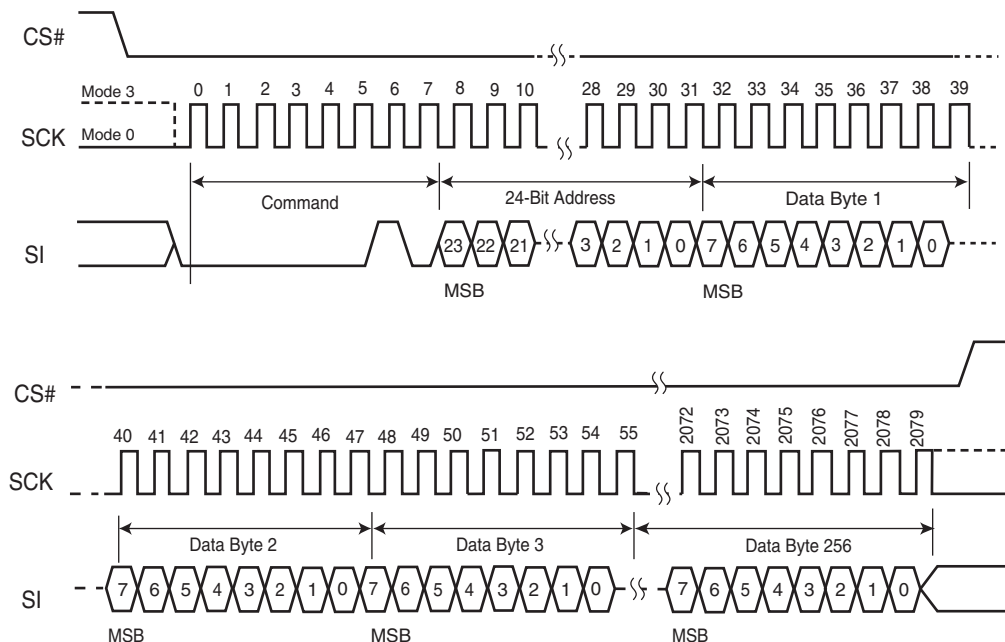 CS#
Mode 3
SCK
Mode 0
0 1 2 3 4 5 6 7 8 9 10 28 29 30 31 32 33 34 35 36 37 38 39
Command
24-Bit Address
Data Byte 1
SI
23 22 21 3 2 1 0 7 6 5 4 3 2 1 0
MSB
MSB
CS#
40 41 42 43 44 45 46 47 48 49 50 51 52 53 54 55 2072 2073 2074 2075 2076 2077 2078 2079
SCK
Data Byte 2
Data Byte 3
Data Byte 256
SI
7 6 5 4 3 2 1 0 7 6 5 4 3 2 1 0 7 6 5 4 3 2 1 0
MSB
MSB
MSB